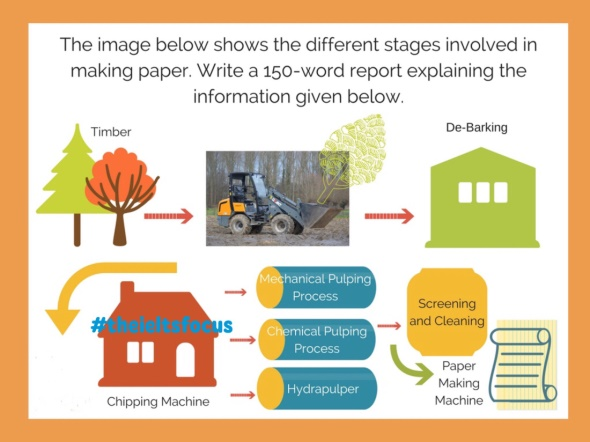 The image below shows the different stages involved in
making paper. Write a 150-word report explaining the
information given below.
Timber
De-Barking
Mechanical Pulping
Process
Chemical Pulping
Process
Hydrapulper
Screening
and Cleaning
Paper
Making
Machine
#theieltsfocus
Chipping Machine